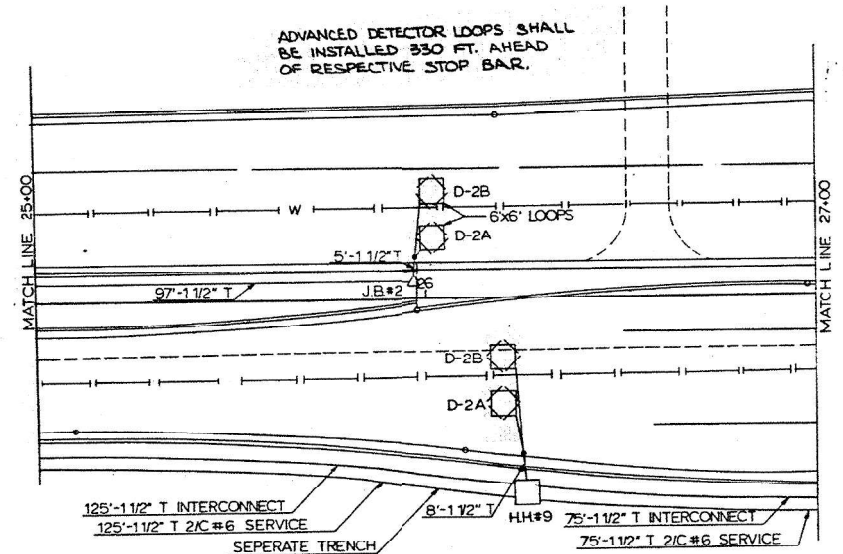 ADVANCED DETECTOR LOOPS SHALL
BE INSTALLED 330 FT. AHEAD
OF RESPECTIVE STOP BAR.
MATCH LINE 25+00
MATCH LINE 27+00
D-2B
W
6'x6' LOOPS
D-2A
5'-1 1/2" T
97'-1 1/2" T
J.B.#2
26
D-2B
D-2A
125'-1 1/2" T INTERCONNECT
125'-1 1/2" T 2/C #6 SERVICE
SEPERATE TRENCH
8'-1 1/2" T
H.H.#9
75'-1 1/2" T INTERCONNECT
75'-1 1/2" T 2/C #6 SERVICE